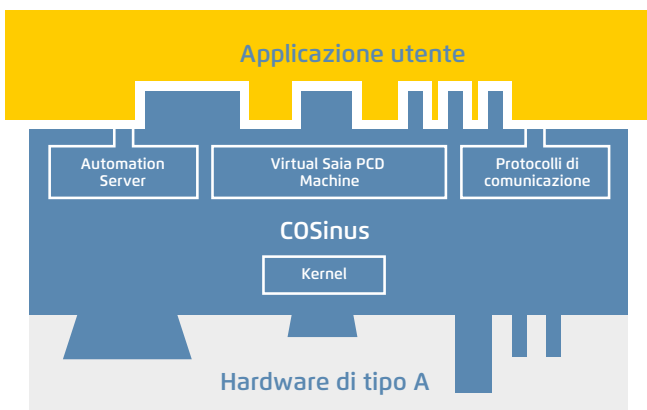 Applicazione utente
Automation
Server
Virtual Saia PCD
Machine
Protocolli di
comunicazione
COSinus
Kernel
Hardware di tipo A